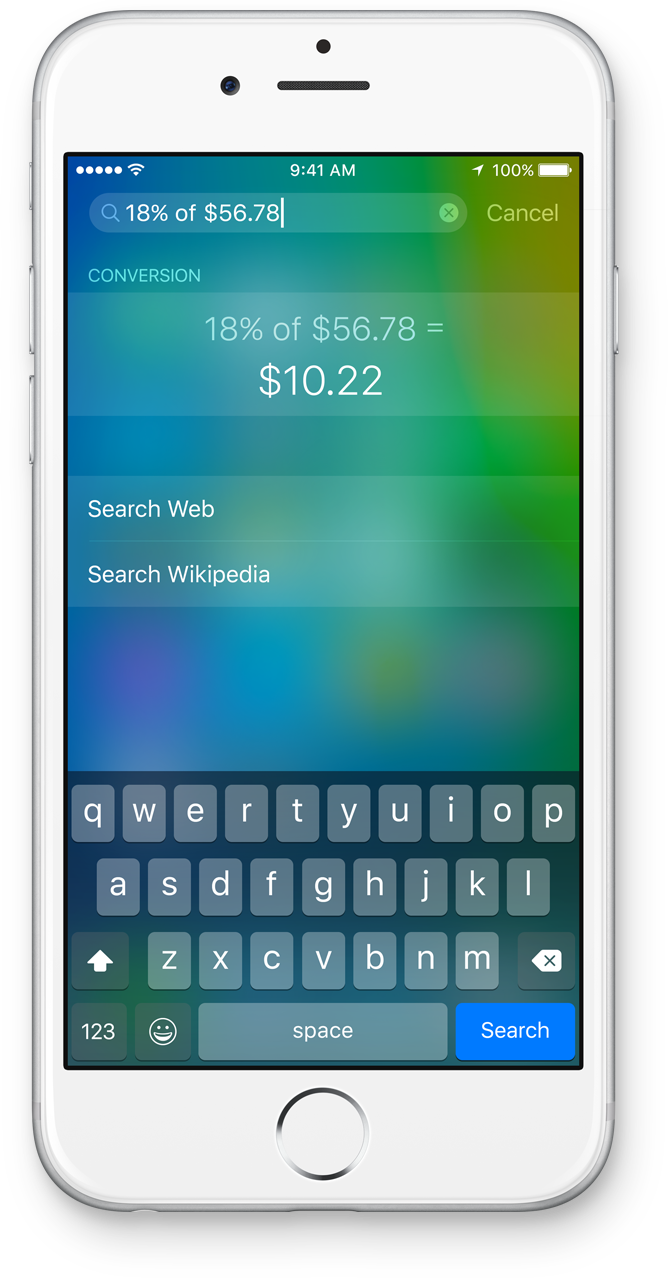 9:41 AM 100%
18% of $56.78 Cancel
CONVERSION
18% of $56.78 =
$10.22
Search Web
Search Wikipedia
q w e r t y u i o p
a s d f g h j k l
z x c v b n m
123 space Search